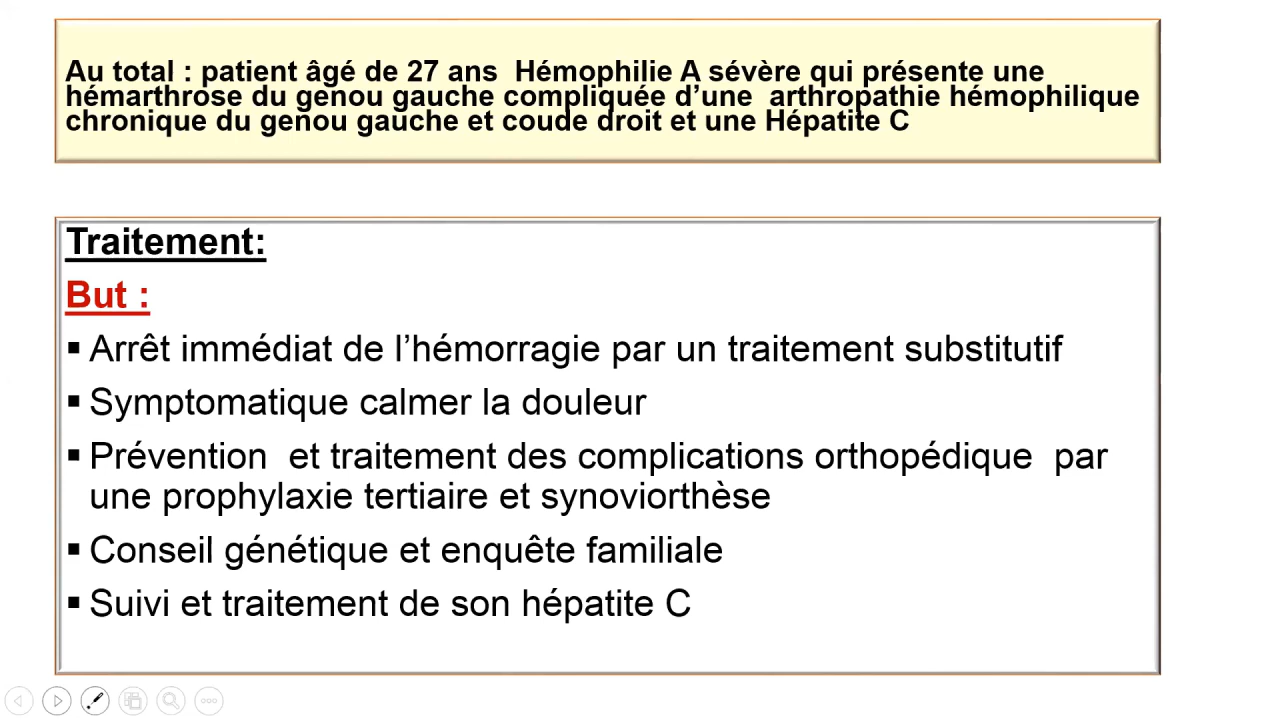 Au total : patient âgé de 27 ans  Hémophilie A sévère qui présente une
hémarthrose du genou gauche compliquée d’une  arthropathie hémophilique
chronique du genou gauche et coude droit et une Hépatite C
Traitement:
But :
▪ Arrêt immédiat de l’hémorragie par un traitement substitutif
▪ Symptomatique calmer la douleur
▪ Prévention  et traitement des complications orthopédique  par
une prophylaxie tertiaire et synoviorthèse
▪ Conseil génétique et enquête familiale
▪ Suivi et traitement de son hépatite C